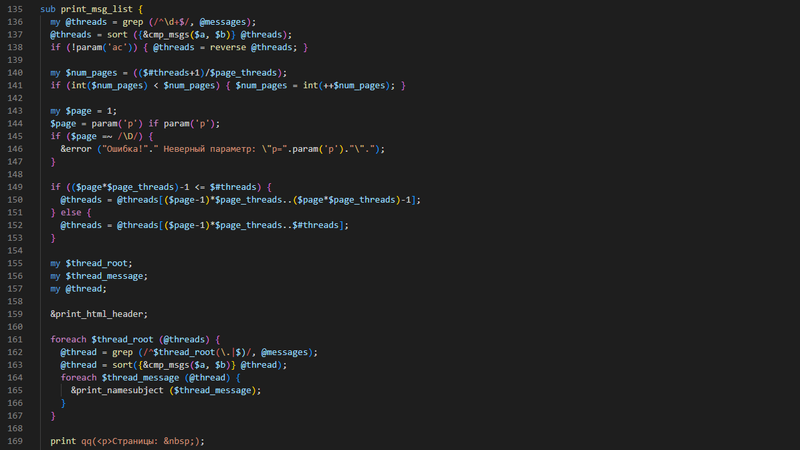 135 sub print_msg_list {
136   my @threads = grep (/^\d+$/, @messages);
137   @threads = sort ({&cmp_msgs($a, $b)} @threads);
138   if (!param('ac')) { @threads = reverse @threads; }
139
140   my $num_pages = (($#threads+1)/$page_threads);
141   if (int($num_pages) < $num_pages) { $num_pages = int(++$num_pages); }
142
143   my $page = 1;
144   $page = param('p') if param('p');
145   if ($page =~ /\D/) {
146     &error ("Ошибка!"." Неверный параметр: \"p=".param('p')."\".");
147   }
148
149   if (($page*$page_threads)-1 <= $#threads) {
150     @threads = @threads[($page-1)*$page_threads..($page*$page_threads)-1];
151   } else {
152     @threads = @threads[($page-1)*$page_threads..$#threads];
153   }
154
155   my $thread_root;
156   my $thread_message;
157   my @thread;
158
159   &print_html_header;
160
161   foreach $thread_root (@threads) {
162     @thread = grep (/^$thread_root(\.|$)/, @messages);
163     @thread = sort({&cmp_msgs($a, $b)} @thread);
164     foreach $thread_message (@thread) {
165       &print_namesubject ($thread_message);
166     }
167   }
168
169   print qq(<p>Страницы: &nbsp;);